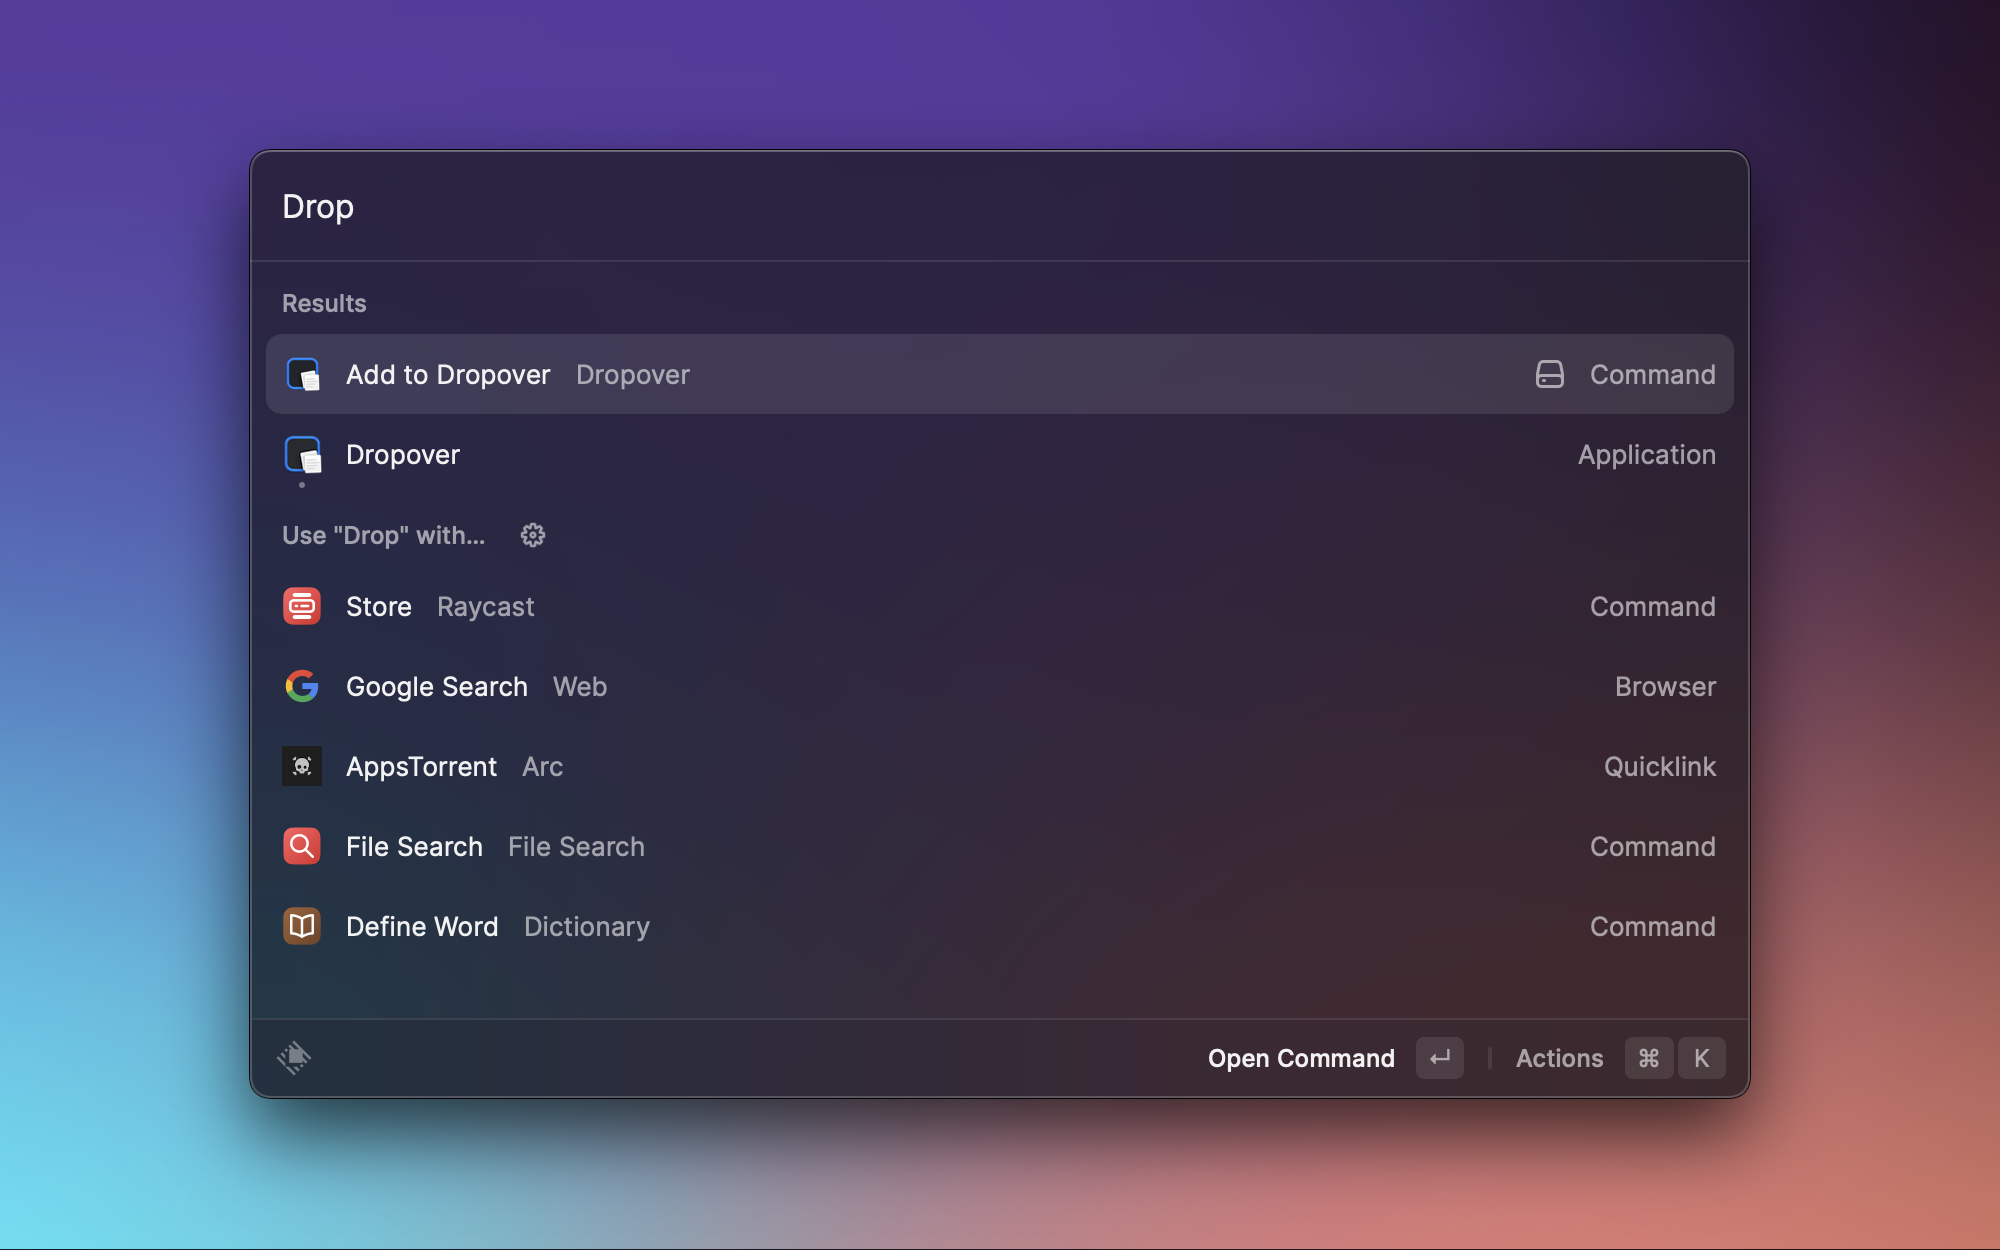 Drop
Results
Add to Dropover Dropover Command
Dropover Application
Use "Drop" with...
Store Raycast Command
Google Search Web Browser
AppsTorrent Arc Quicklink
File Search File Search Command
Define Word Dictionary Command
Open Command ↵ Actions ⌘ K